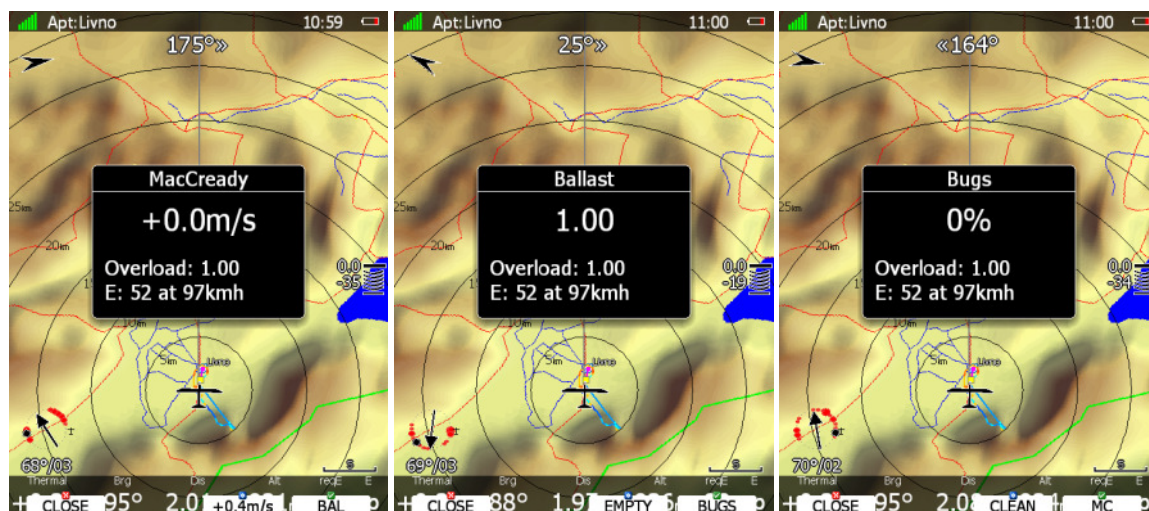 Apt:Livno 10:59
175°»
MacCready
+0.0m/s
Overload: 1.00
E: 52 at 97kmh
25km
20km
10km
5km
Livno
0.0
-35
68°/03
s
Thermal Brg Dis Alt reqE E
CLOSE +0.4m/s BAL
Apt:Livno 11:00
25°»
Ballast
1.00
Overload: 1.00
E: 52 at 97kmh
25km
20km
10km
5km
Livno
0.0
-19
69°/03
s
Thermal Brg Dis Alt reqE E
CLOSE EMPTY BUGS
Apt:Livno 11:00
«164°
Bugs
0%
Overload: 1.00
E: 52 at 97kmh
25km
20km
10km
5km
Livno
0.0
-34
70°/02
s
Thermal Brg Dis Alt reqE E
CLOSE CLEAN MC